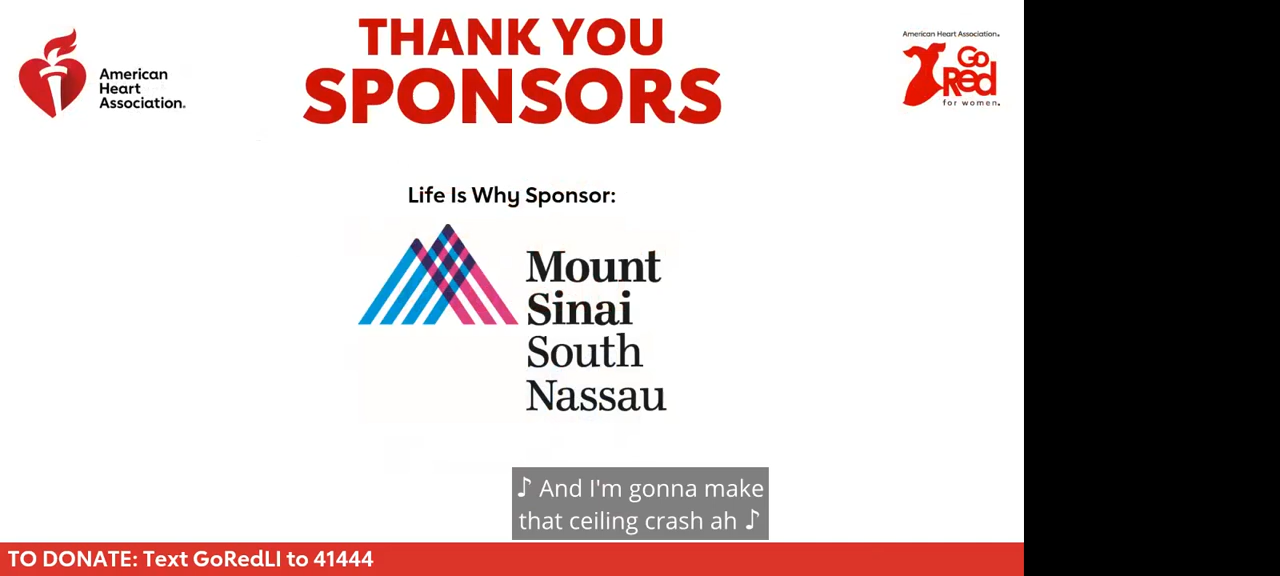 THANK YOU
SPONSORS
American
Heart
Association®
American Heart Association®
Go
Red
for women®
Life Is Why Sponsor:
Mount
Sinai
South
Nassau
♪ And I'm gonna make
that ceiling crash ah ♪
TO DONATE: Text GoRedLI to 41444